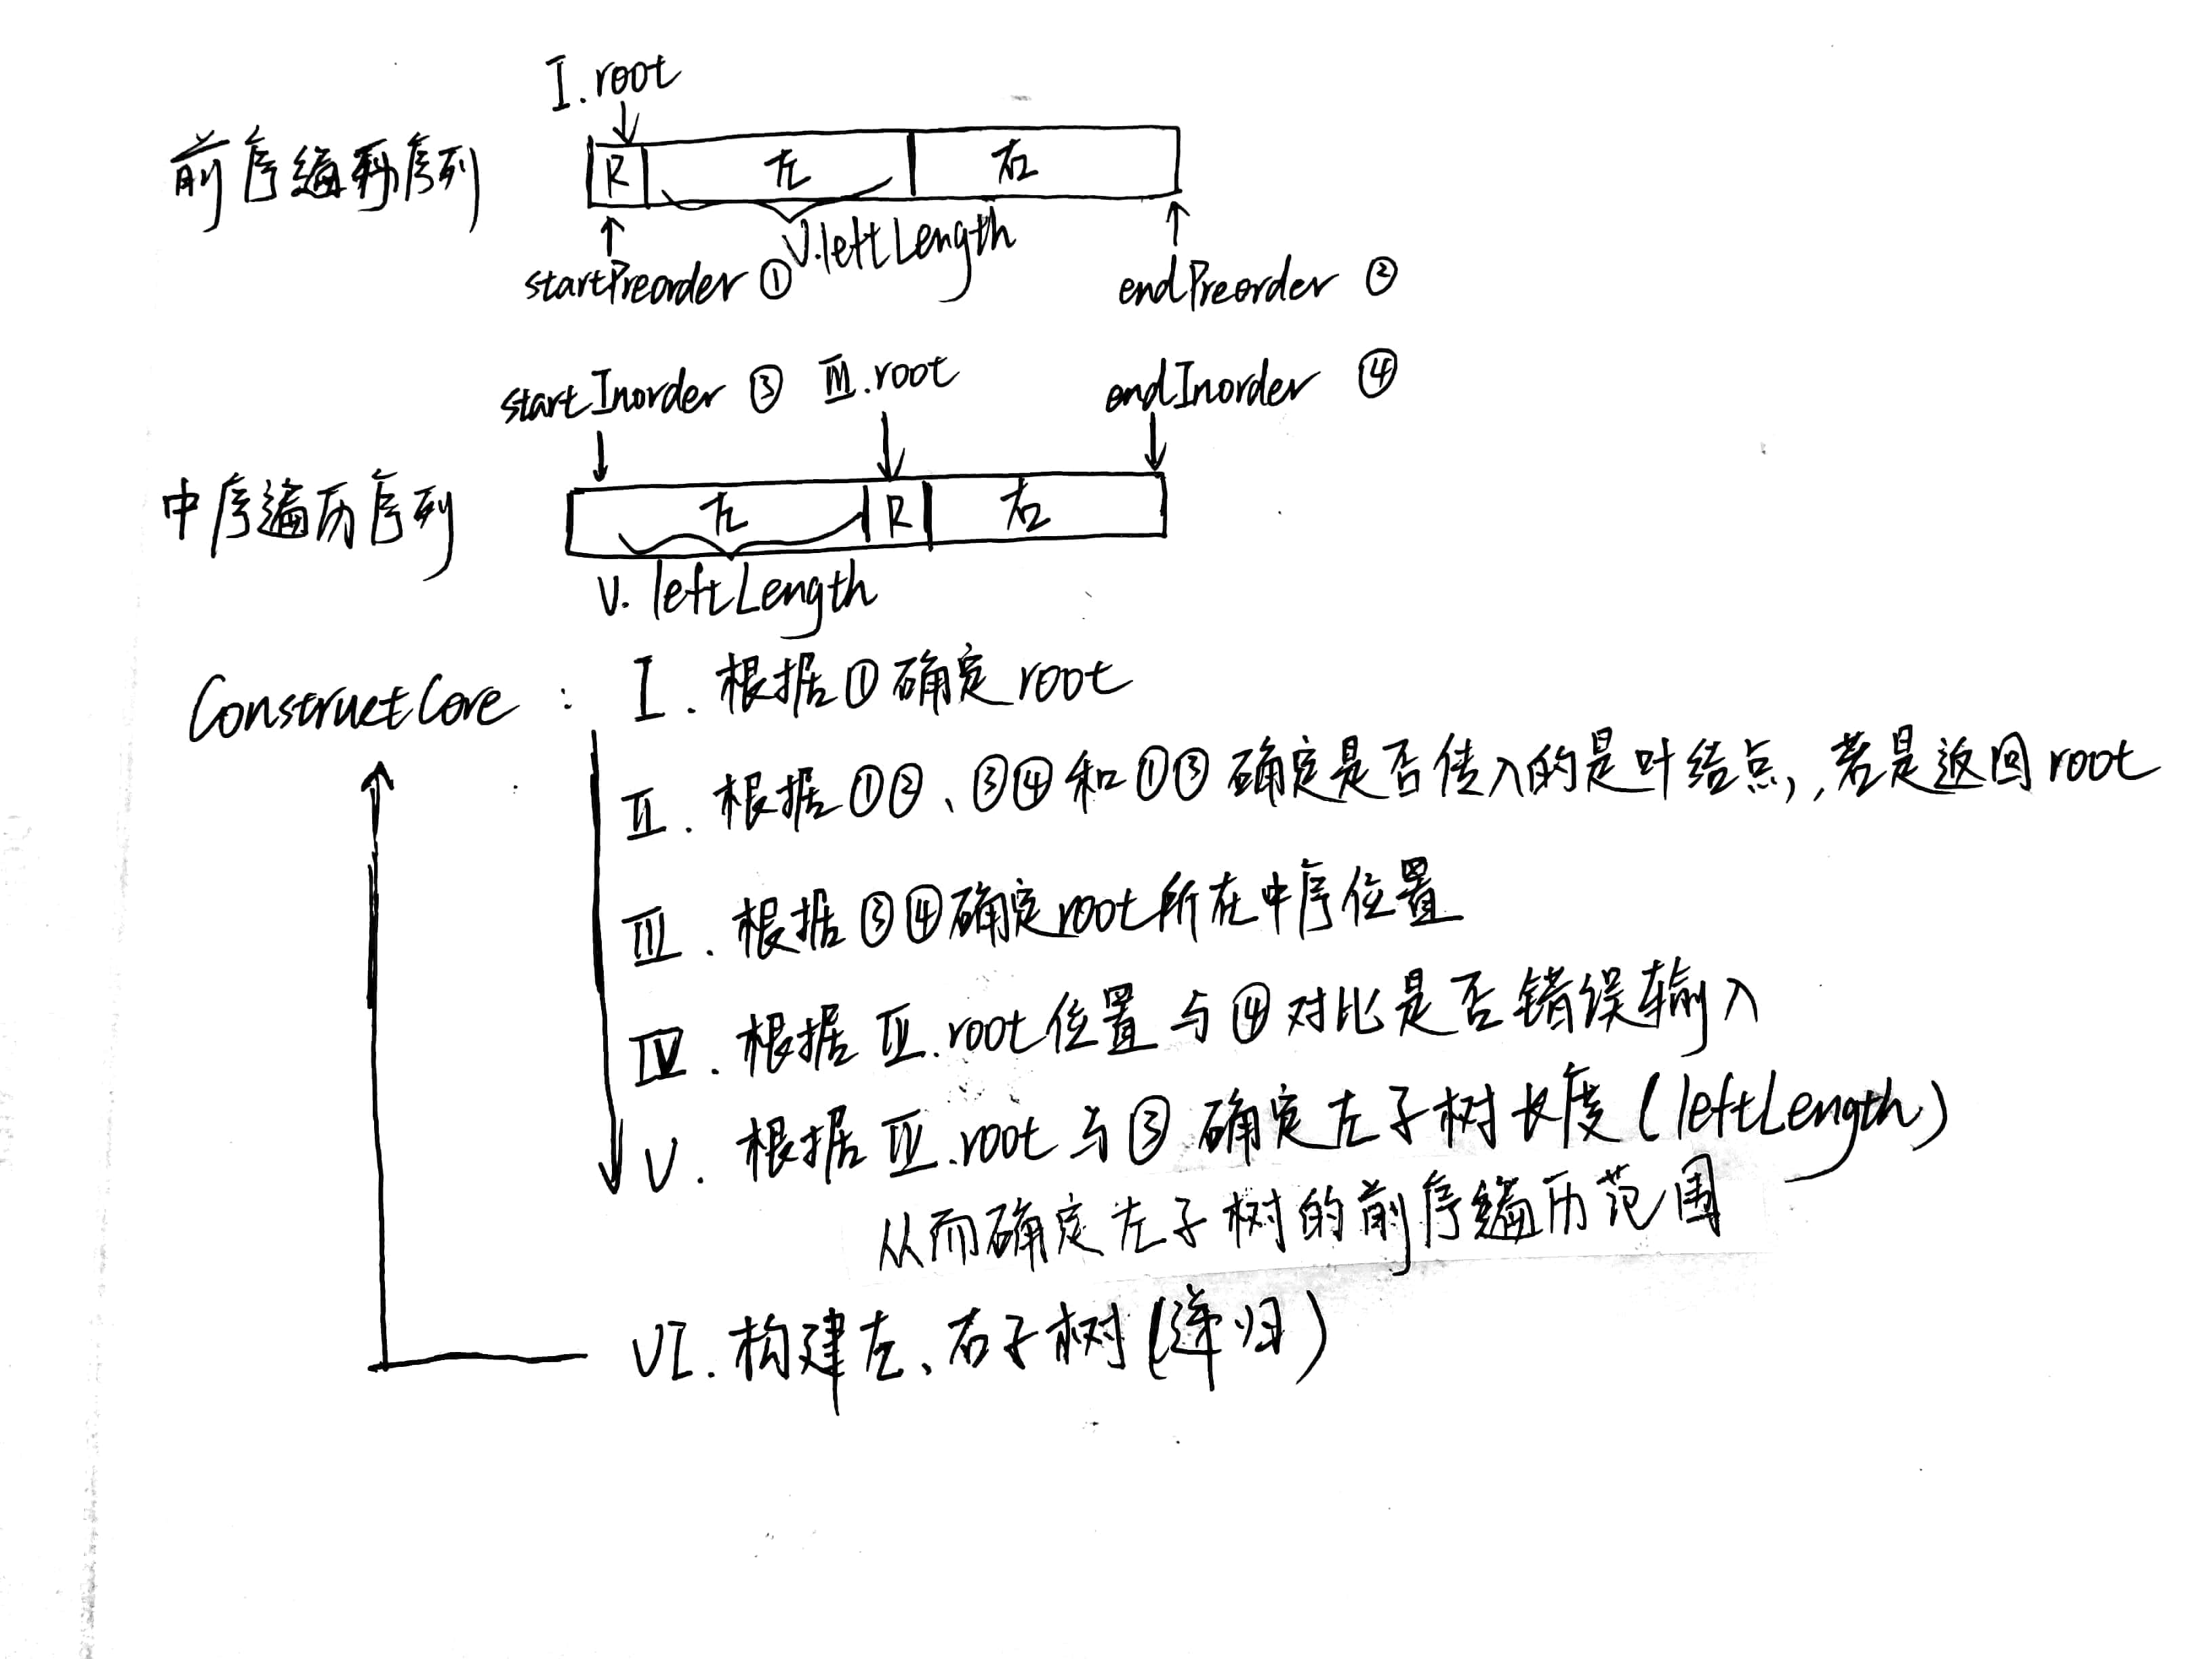 I.root
前序遍历序列 R 左 右
V.leftLength
startPreorder ① endPreorder ②
startInorder ③ Ⅲ.root endInorder ④
中序遍历序列 左 R 右
V.leftLength
ConstructCore : I.根据①确定root
Ⅱ.根据①②、③④和①③确定是否传入的是叶结点,若是返回root
Ⅲ.根据③④确定root所在中序位置
Ⅳ.根据Ⅲ.root位置与④对比是否错误输入
V.根据Ⅲ.root与③确定左子树长度(leftLength)
从而确定左子树的前序遍历范围
VI.构建左、右子树(递归)